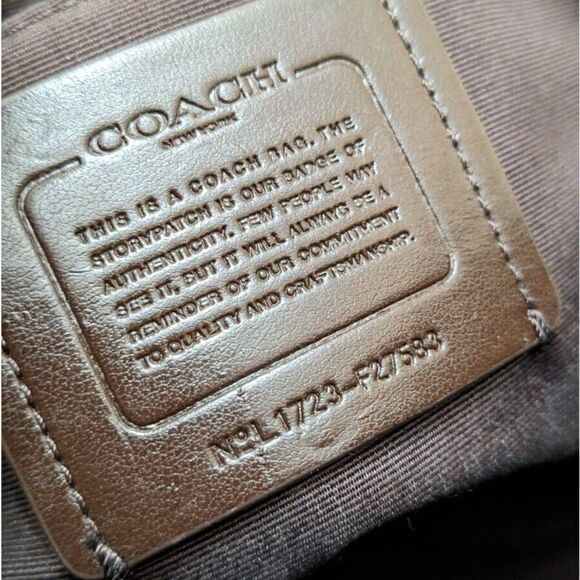 COACH
NEW YORK
THIS IS A COACH BAG. THE
STORYPATCH IS OUR BADGE OF
AUTHENTICITY. FEW PEOPLE MAY
SEE IT, BUT IT WILL ALWAYS BE A
REMINDER OF OUR COMMITMENT
TO QUALITY AND CRAFTSMANSHIP.
Nº L1723-F27583